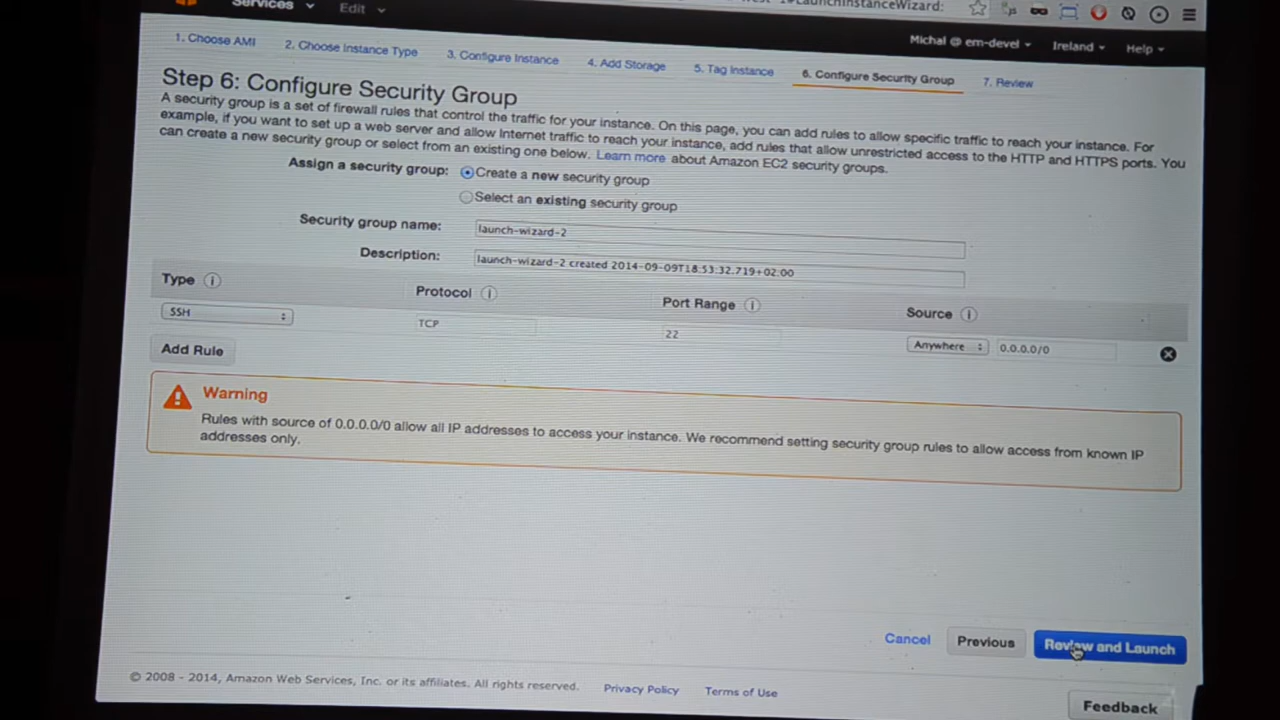 Services Edit
Michal @ em-devel Ireland Help
1. Choose AMI 2. Choose Instance Type 3. Configure Instance 4. Add Storage 5. Tag Instance 6. Configure Security Group 7. Review
Step 6: Configure Security Group
A security group is a set of firewall rules that control the traffic for your instance. On this page, you can add rules to allow specific traffic to reach your instance. For
example, if you want to set up a web server and allow Internet traffic to reach your instance, add rules that allow unrestricted access to the HTTP and HTTPS ports. You
can create a new security group or select from an existing one below. Learn more about Amazon EC2 security groups.
Assign a security group: Create a new security group
Select an existing security group
Security group name: launch-wizard-2
Description: launch-wizard-2 created 2014-09-09T18:53:32.719+02:00
Type Protocol Port Range Source
SSH TCP 22 Anywhere 0.0.0.0/0
Add Rule
Warning
Rules with source of 0.0.0.0/0 allow all IP addresses to access your instance. We recommend setting security group rules to allow access from known IP
addresses only.
Cancel Previous Review and Launch
© 2008 - 2014, Amazon Web Services, Inc. or its affiliates. All rights reserved. Privacy Policy Terms of Use
Feedback